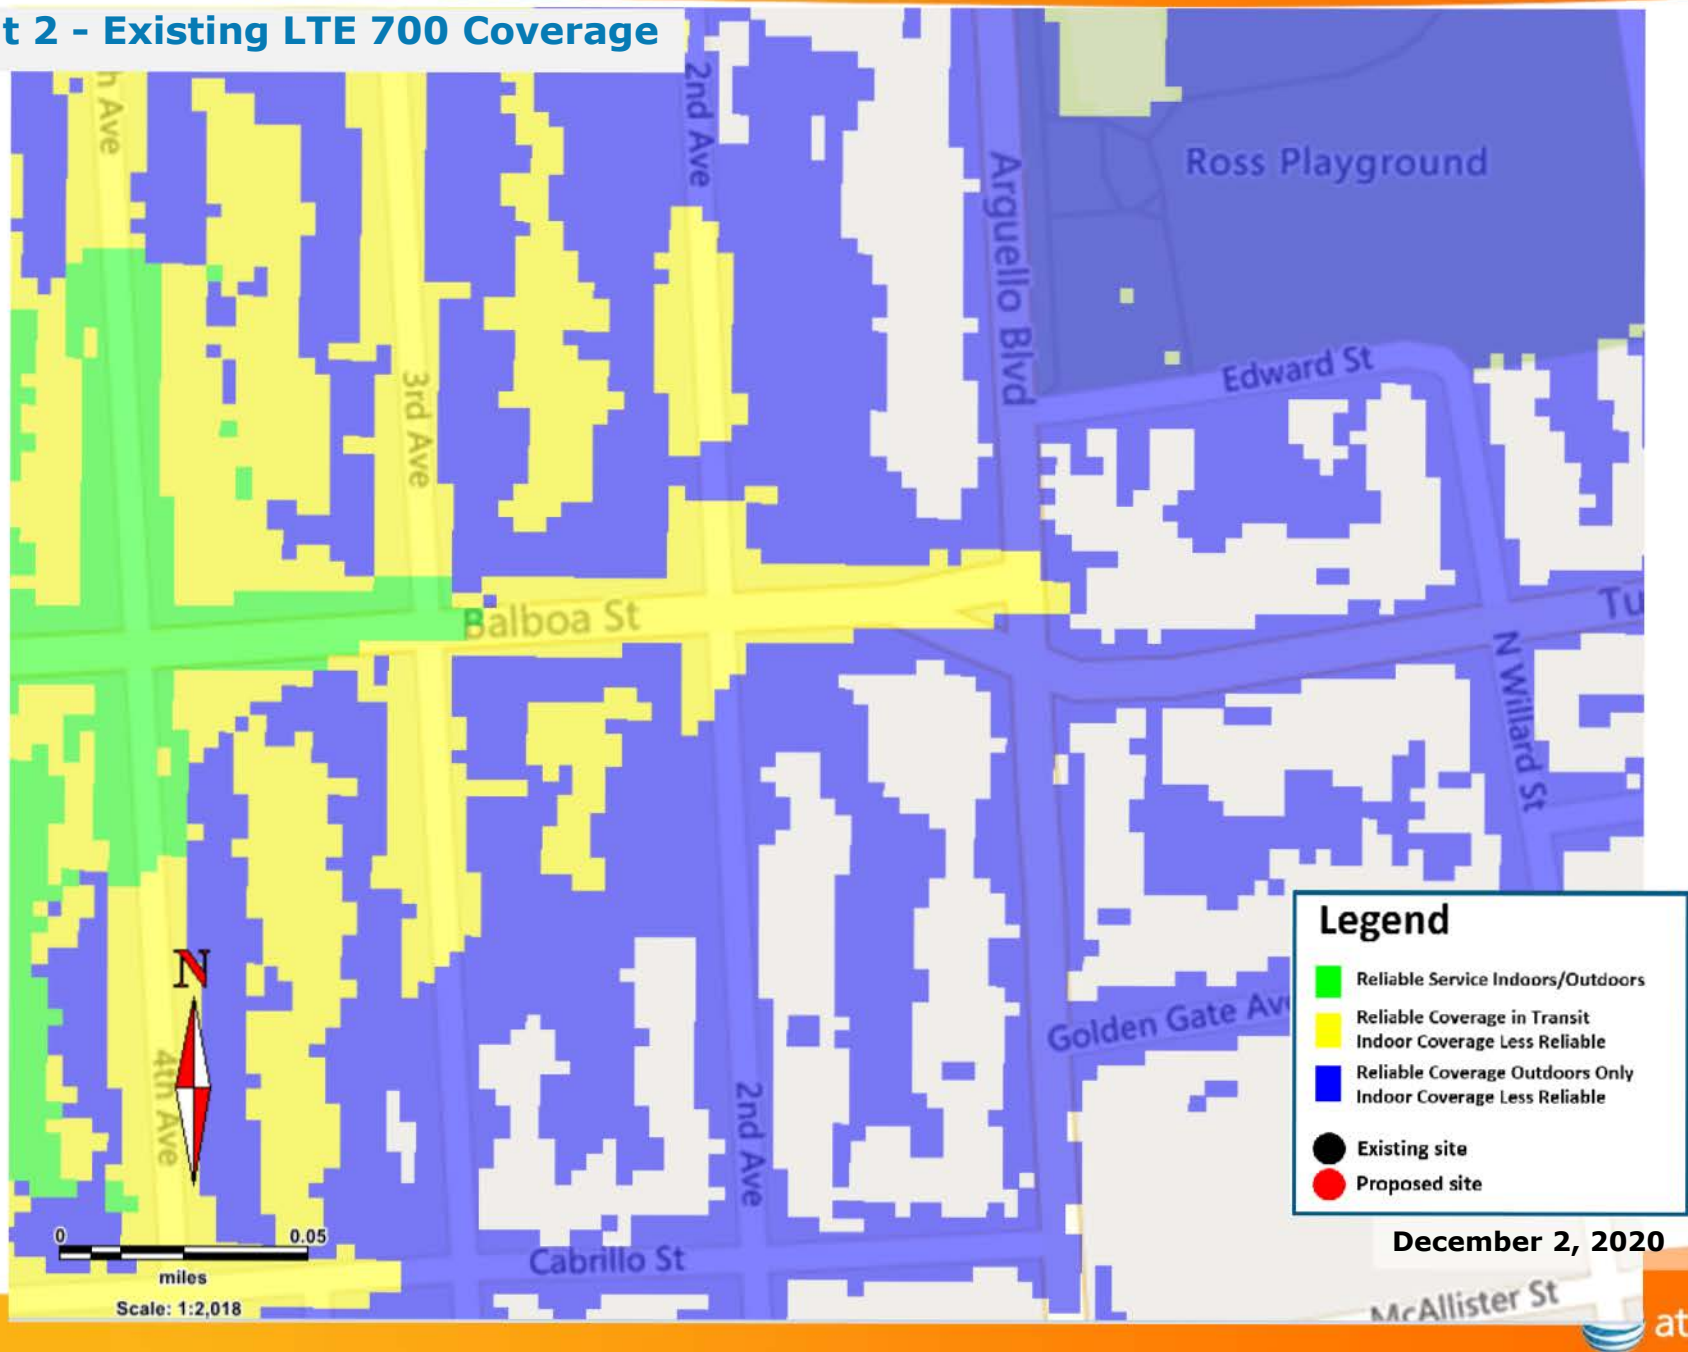 t 2 - Existing LTE 700 Coverage
h Ave
2nd Ave
Arguello Blvd
Ross Playground
3rd Ave
Edward St
Balboa St
Tu
N Willard St
Legend
Reliable Service Indoors/Outdoors
Reliable Coverage in Transit
Indoor Coverage Less Reliable
Reliable Coverage Outdoors Only
Indoor Coverage Less Reliable
Existing site
Proposed site
N
Golden Gate Av
4th Ave
2nd Ave
0 0.05
miles
Scale: 1:2,018
Cabrillo St
December 2, 2020
McAllister St
at